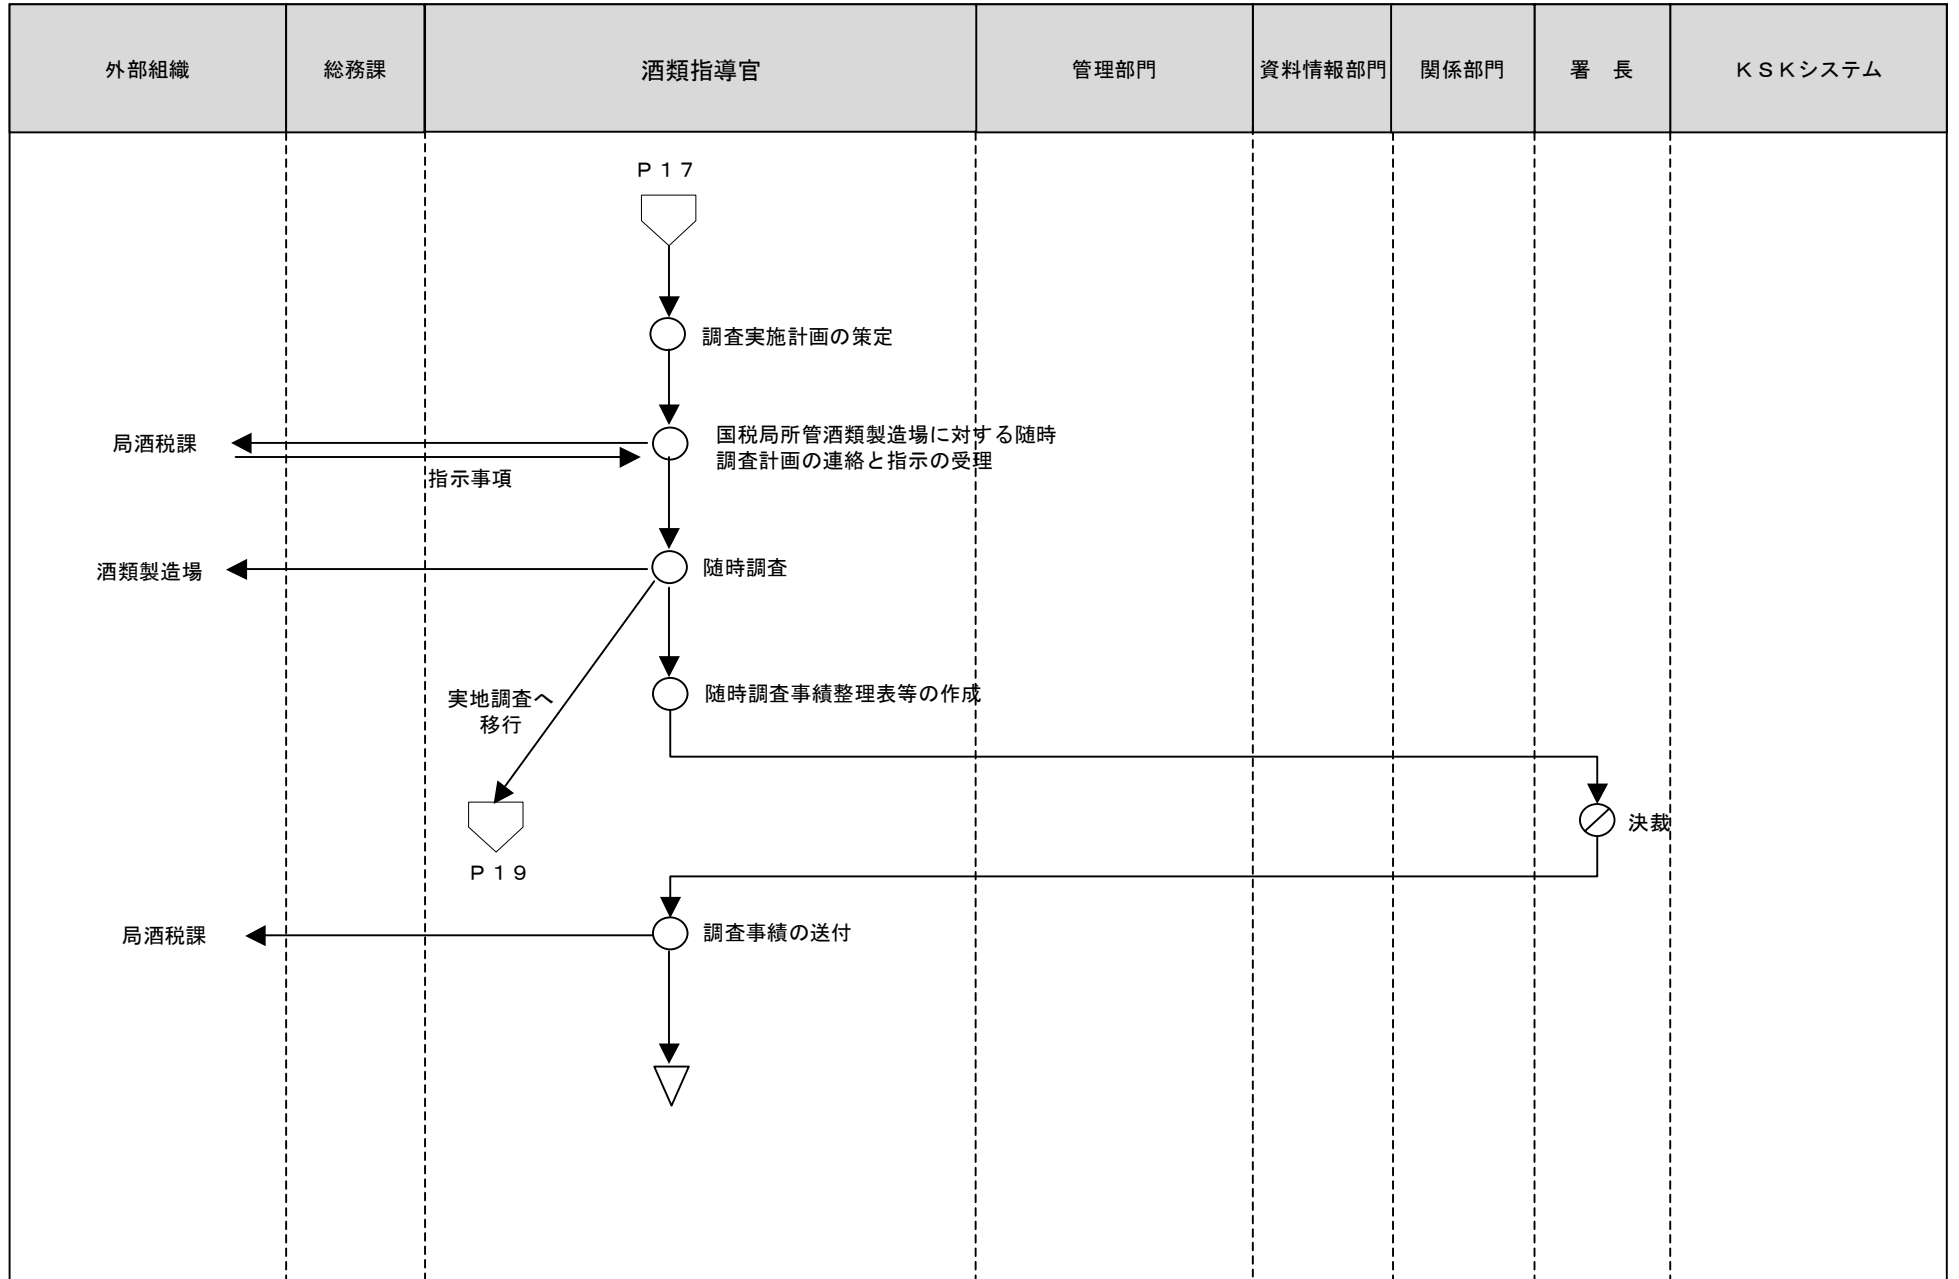 外部組織
総務課
酒類指導官
管理部門
資料情報部門
関係部門
署　長
ＫＳＫシステム
Ｐ１７
調査実施計画の策定
局酒税課
国税局所管酒類製造場に対する随時
調査計画の連絡と指示の受理
指示事項
酒類製造場
随時調査
実地調査へ
移行
随時調査事績整理表等の作成
決裁
Ｐ１９
局酒税課
調査事績の送付